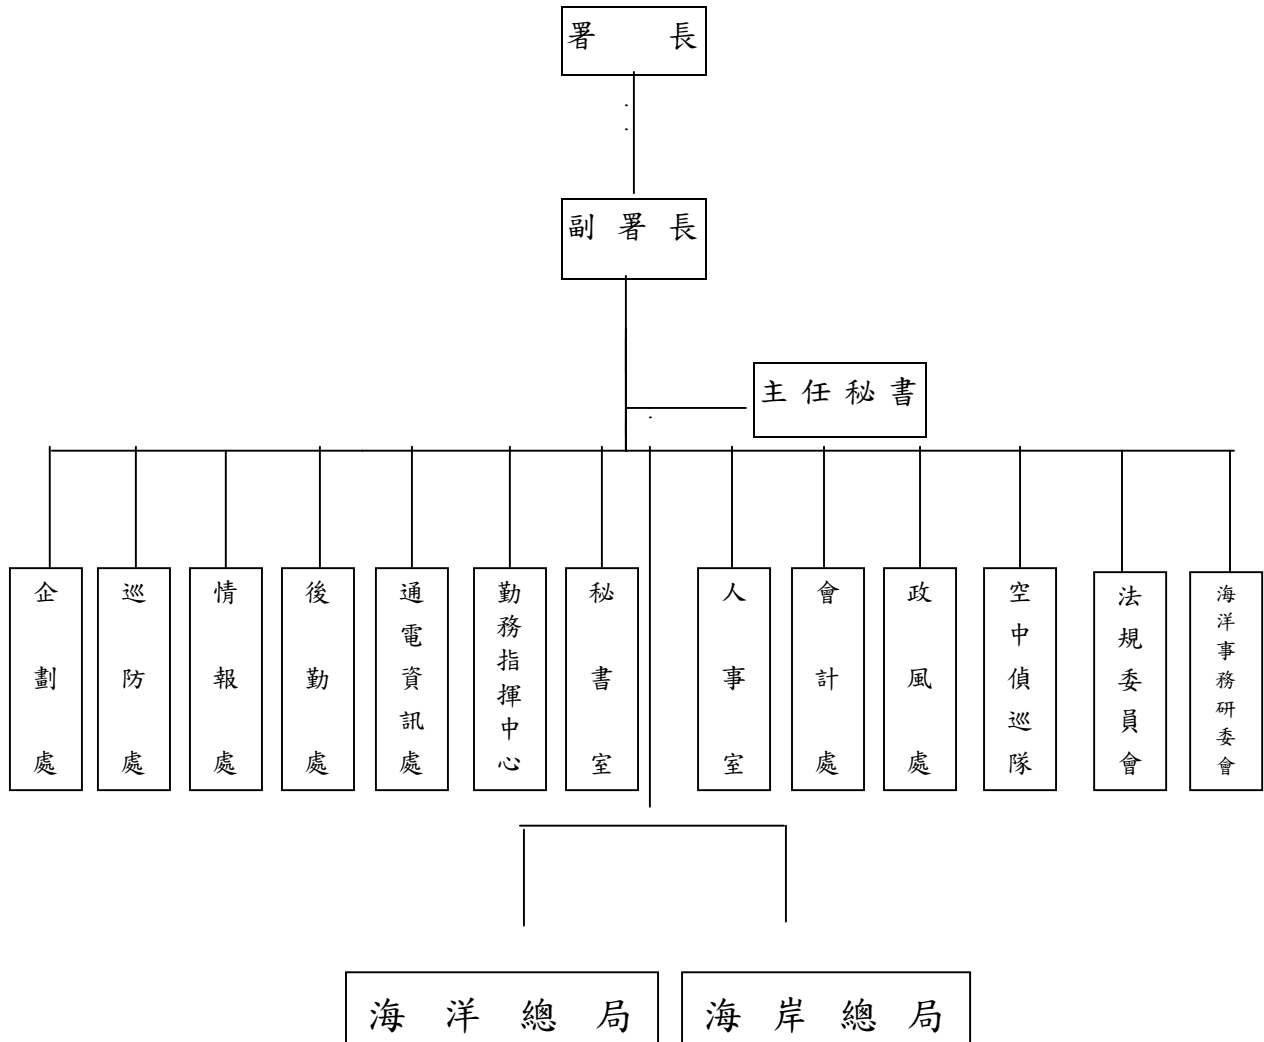 署長
副署長
主任秘書
企劃處
巡防處
情報處
後勤處
通電資訊處
勤務指揮中心
秘書室
人事室
會計處
政風處
空中偵巡隊
法規委員會
海洋事務研委會
海洋總局
海岸總局